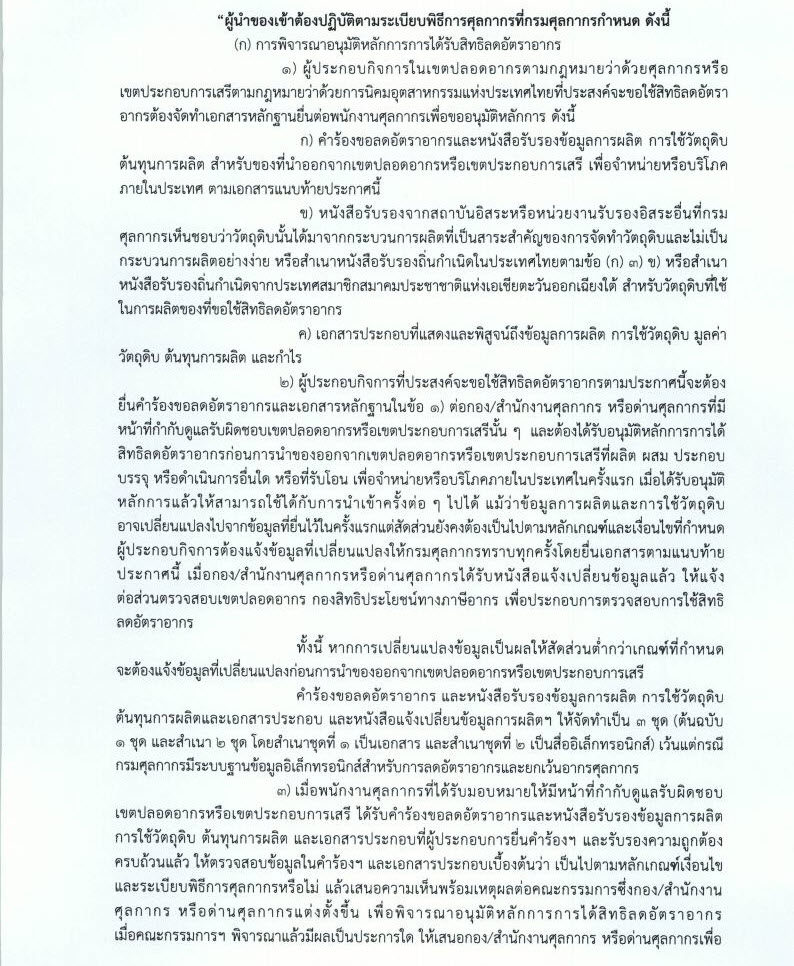 “ผู้นำของเข้าต้องปฏิบัติตามระเบียบพิธีการศุลกากรที่กรมศุลกากรกำหนด ดังนี้
(ก) การพิจารณาอนุมัติหลักการการได้รับสิทธิลดอัตราอากร
๑) ผู้ประกอบกิจการในเขตปลอดอากรตามกฎหมายว่าด้วยศุลกากรหรือ
เขตประกอบการเสรีตามกฎหมายว่าด้วยการนิคมอุตสาหกรรมแห่งประเทศไทยที่ประสงค์จะขอใช้สิทธิลดอัตรา
อากรต้องจัดทำเอกสารหลักฐานยื่นต่อพนักงานศุลกากรเพื่อขออนุมัติหลักการ ดังนี้
ก) คำร้องขอลดอัตราอากรและหนังสือรับรองข้อมูลการผลิต การใช้วัตถุดิบ
ต้นทุนการผลิต สำหรับของที่นำออกจากเขตปลอดอากรหรือเขตประกอบการเสรี เพื่อจำหน่ายหรือบริโภค
ภายในประเทศ ตามเอกสารแนบท้ายประกาศนี้
ข) หนังสือรับรองจากสถาบันอิสระหรือหน่วยงานรับรองอิสระอื่นที่กรม
ศุลกากรเห็นชอบว่าวัตถุดิบนั้นได้มาจากกระบวนการผลิตที่เป็นสาระสำคัญของการจัดทำวัตถุดิบและไม่เป็น
กระบวนการผลิตอย่างง่าย หรือสำเนาหนังสือรับรองถิ่นกำเนิดในประเทศไทยตามข้อ (ก) ๓) ข) หรือสำเนา
หนังสือรับรองถิ่นกำเนิดจากประเทศสมาชิกสมาคมประชาชาติแห่งเอเชียตะวันออกเฉียงใต้ สำหรับวัตถุดิบที่ใช้
ในการผลิตของที่ขอใช้สิทธิลดอัตราอากร
ค) เอกสารประกอบที่แสดงและพิสูจน์ถึงข้อมูลการผลิต การใช้วัตถุดิบ มูลค่า
วัตถุดิบ ต้นทุนการผลิต และกำไร
๒) ผู้ประกอบกิจการที่ประสงค์จะขอใช้สิทธิลดอัตราอากรตามประกาศนี้จะต้อง
ยื่นคำร้องขอลดอัตราอากรและเอกสารหลักฐานในข้อ ๑) ต่อกอง/สำนักงานศุลกากร หรือด่านศุลกากรที่มี
หน้าที่กำกับดูแลรับผิดชอบเขตปลอดอากรหรือเขตประกอบการเสรีนั้น ๆ และต้องได้รับอนุมัติหลักการการได้
สิทธิลดอัตราอากรก่อนการนำของออกจากเขตปลอดอากรหรือเขตประกอบการเสรีที่ผลิต ผสม ประกอบ
บรรจุ หรือดำเนินการอื่นใด หรือที่รับโอน เพื่อจำหน่ายหรือบริโภคภายในประเทศในครั้งแรก เมื่อได้รับอนุมัติ
หลักการแล้วให้สามารถใช้ได้กับการนำเข้าครั้งต่อ ๆ ไปได้ แม้ว่าข้อมูลการผลิตและการใช้วัตถุดิบ
อาจเปลี่ยนแปลงไปจากข้อมูลที่ยื่นไว้ในครั้งแรกแต่สัดส่วนยังคงต้องเป็นไปตามหลักเกณฑ์และเงื่อนไขที่กำหนด
ผู้ประกอบกิจการต้องแจ้งข้อมูลที่เปลี่ยนแปลงให้กรมศุลกากรทราบทุกครั้งโดยยื่นเอกสารตามแนบท้าย
ประกาศนี้ เมื่อกอง/สำนักงานศุลกากรหรือด่านศุลกากรได้รับหนังสือแจ้งเปลี่ยนข้อมูลแล้ว ให้แจ้ง
ต่อส่วนตรวจสอบเขตปลอดอากร กองสิทธิประโยชน์ทางภาษีอากร เพื่อประกอบการตรวจสอบการใช้สิทธิ
ลดอัตราอากร
ทั้งนี้ หากการเปลี่ยนแปลงข้อมูลเป็นผลให้สัดส่วนต่ำกว่าเกณฑ์ที่กำหนด
จะต้องแจ้งข้อมูลที่เปลี่ยนแปลงก่อนการนำของออกจากเขตปลอดอากรหรือเขตประกอบการเสรี
คำร้องขอลดอัตราอากร และหนังสือรับรองข้อมูลการผลิต การใช้วัตถุดิบ
ต้นทุนการผลิตและเอกสารประกอบ และหนังสือแจ้งเปลี่ยนข้อมูลการผลิตฯ ให้จัดทำเป็น ๓ ชุด (ต้นฉบับ
๑ ชุด และสำเนา ๒ ชุด โดยสำเนาชุดที่ ๑ เป็นเอกสาร และสำเนาชุดที่ ๒ เป็นสื่ออิเล็กทรอนิกส์) เว้นแต่กรณี
กรมศุลกากรมีระบบฐานข้อมูลอิเล็กทรอนิกส์สำหรับการลดอัตราอากรและยกเว้นอากรศุลกากร
๓) เมื่อพนักงานศุลกากรที่ได้รับมอบหมายให้มีหน้าที่กำกับดูแลรับผิดชอบ
เขตปลอดอากรหรือเขตประกอบการเสรี ได้รับคำร้องขอลดอัตราอากรและหนังสือรับรองข้อมูลการผลิต
การใช้วัตถุดิบ ต้นทุนการผลิต และเอกสารประกอบที่ผู้ประกอบการยื่นคำร้องฯ และรับรองความถูกต้อง
ครบถ้วนแล้ว ให้ตรวจสอบข้อมูลในคำร้องฯ และเอกสารประกอบเบื้องต้นว่า เป็นไปตามหลักเกณฑ์เงื่อนไข
และระเบียบพิธีการศุลกากรหรือไม่ แล้วเสนอความเห็นพร้อมเหตุผลต่อคณะกรรมการซึ่งกอง/สำนักงาน
ศุลกากร หรือด่านศุลกากรแต่งตั้งขึ้น เพื่อพิจารณาอนุมัติหลักการการได้สิทธิลดอัตราอากร
เมื่อคณะกรรมการฯ พิจารณาแล้วมีผลเป็นประการใด ให้เสนอกอง/สำนักงานศุลกากร หรือด่านศุลกากรเพื่อ